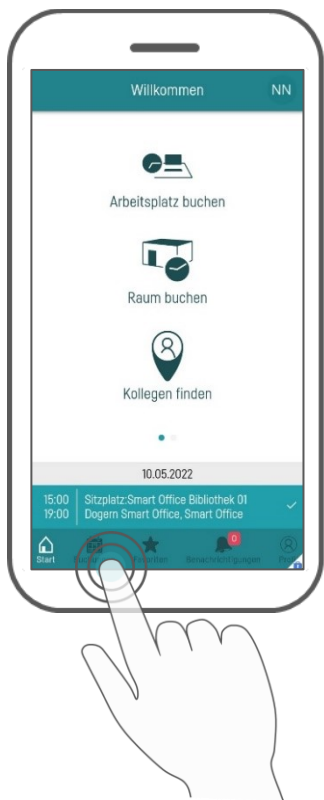 Willkommen NN
Arbeitsplatz buchen
Raum buchen
Kollegen finden
10.05.2022
15:00 Sitzplatz:Smart Office Bibliothek 01
19:00 Dogern Smart Office, Smart Office
0
Start Favoriten Benachrichtigungen